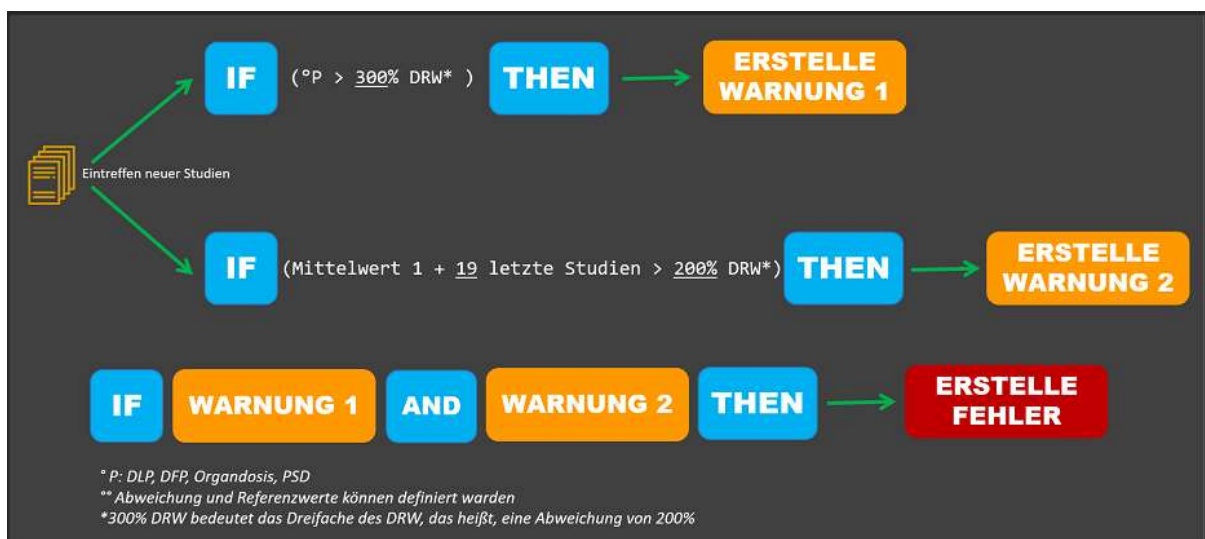 IF (°P > 300% DRW* ) THEN ERSTELLE WARNUNG 1
Eintreffen neuer Studien
IF (Mittelwert 1 + 19 letzte Studien > 200% DRW*) THEN ERSTELLE WARNUNG 2
IF WARNUNG 1 AND WARNUNG 2 THEN ERSTELLE FEHLER
° P: DLP, DFP, Organdosis, PSD
°° Abweichung und Referenzwerte können definiert warden
*300% DRW bedeutet das Dreifache des DRW, das heißt, eine Abweichung von 200%